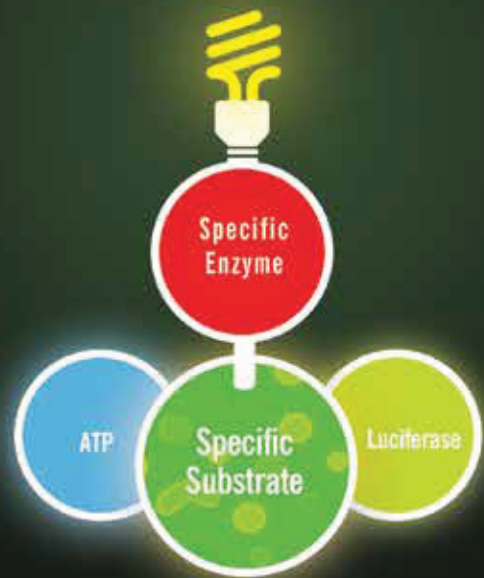 Specific
Enzyme
ATP
Specific
Substrate
Luciferase